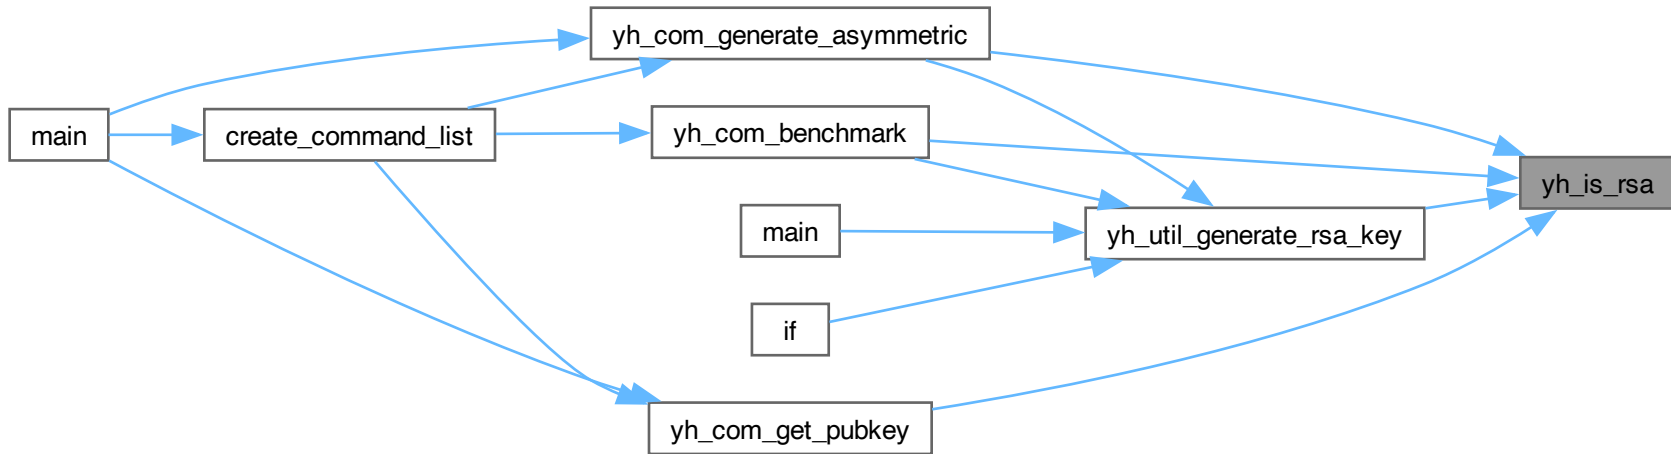 yh_com_generate_asymmetric
main
create_command_list
yh_com_benchmark
yh_is_rsa
main
yh_util_generate_rsa_key
if
yh_com_get_pubkey